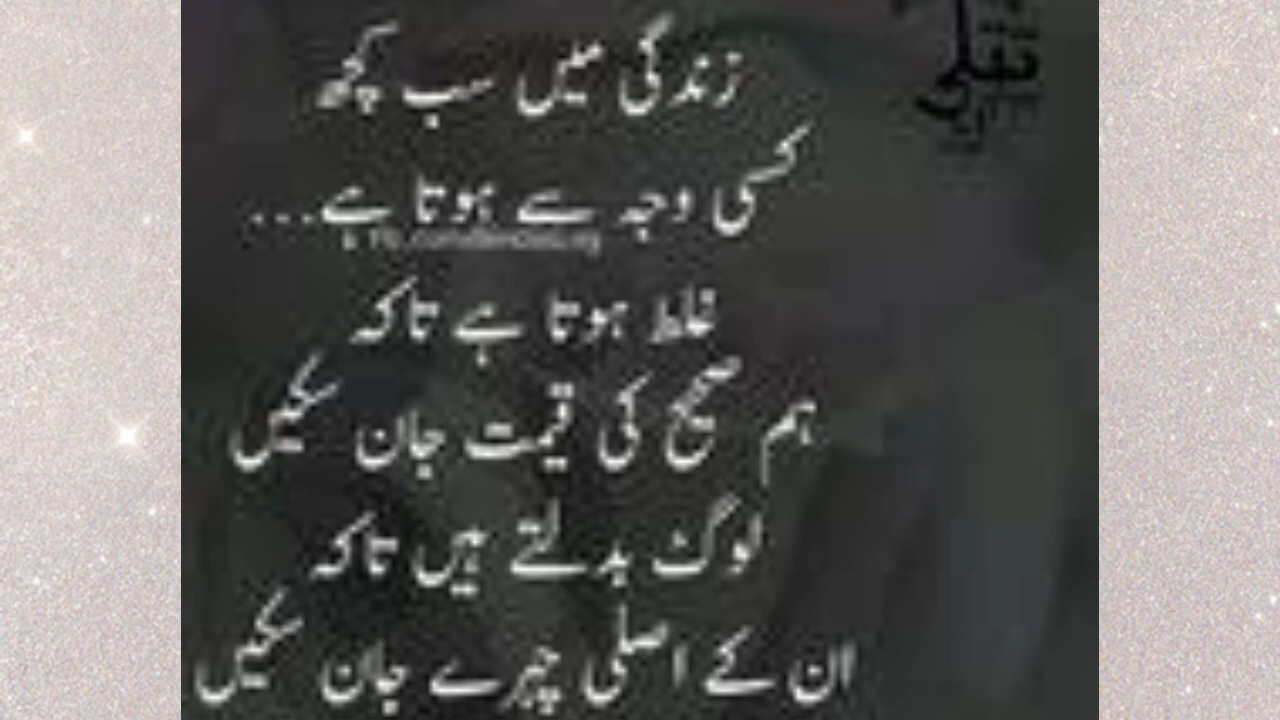 زندگی میں سب کچھ
کسی وجہ سے ہوتا ہے...
غلط ہوتا ہے تاکہ
ہم صحیح کی قیمت جان سکیں
لوگ بدلتے ہیں تاکہ
ان کے اصلی چہرے جان سکیں